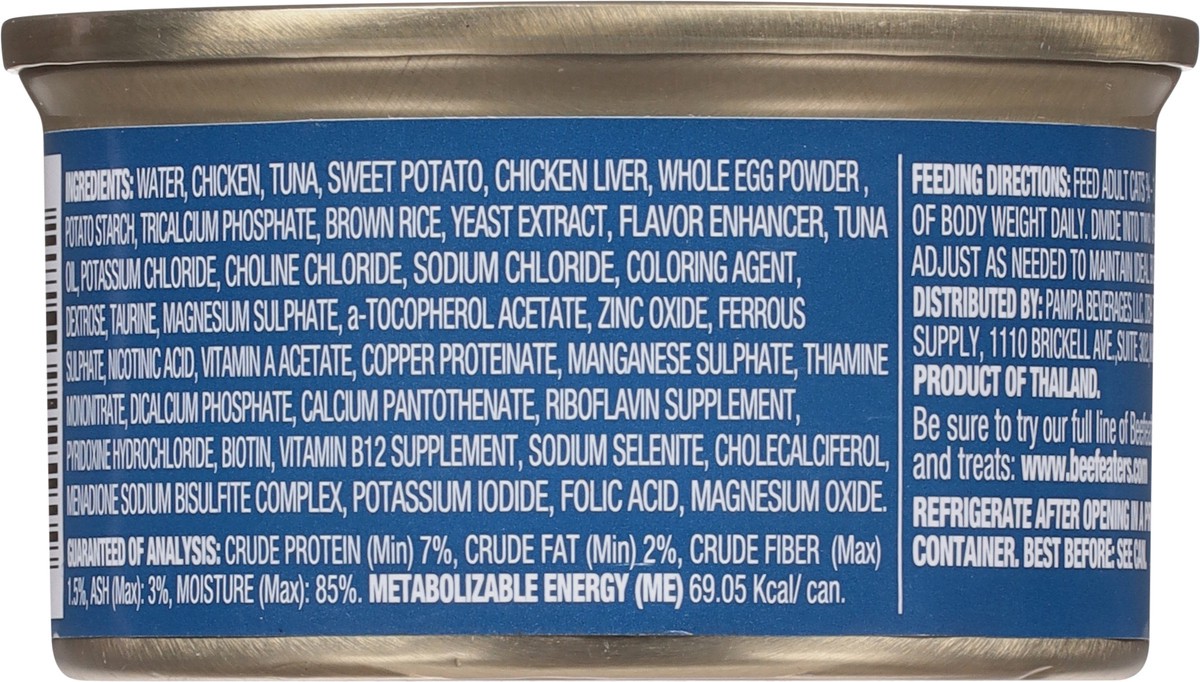 INGREDIENTS: WATER, CHICKEN, TUNA, SWEET POTATO, CHICKEN LIVER, WHOLE EGG POWDER ,
POTATO STARCH, TRICALCIUM PHOSPHATE, BROWN RICE, YEAST EXTRACT, FLAVOR ENHANCER, TUNA
OIL, POTASSIUM CHLORIDE, CHOLINE CHLORIDE, SODIUM CHLORIDE, COLORING AGENT,
DEXTROSE, TAURINE, MAGNESIUM SULPHATE, a-TOCOPHEROL ACETATE, ZINC OXIDE, FERROUS
SULPHATE, NICOTINIC ACID, VITAMIN A ACETATE, COPPER PROTEINATE, MANGANESE SULPHATE, THIAMINE
MONONITRATE, DICALCIUM PHOSPHATE, CALCIUM PANTOTHENATE, RIBOFLAVIN SUPPLEMENT,
PYRIDOXINE HYDROCHLORIDE, BIOTIN, VITAMIN B12 SUPPLEMENT, SODIUM SELENITE, CHOLECALCIFEROL,
MENADIONE SODIUM BISULFITE COMPLEX, POTASSIUM IODIDE, FOLIC ACID, MAGNESIUM OXIDE.
GUARANTEED OF ANALYSIS: CRUDE PROTEIN (Min) 7%, CRUDE FAT (Min) 2%, CRUDE FIBER (Max)
1.5%, ASH (Max): 3%, MOISTURE (Max): 85%. METABOLIZABLE ENERGY (ME) 69.05 Kcal/ can.
FEEDING DIRECTIONS: FEED ADULT CATS
OF BODY WEIGHT DAILY. DIVIDE INTO TWO
ADJUST AS NEEDED TO MAINTAIN IDEAL
DISTRIBUTED BY: PAMPA BEVERAGES LLC.
SUPPLY, 1110 BRICKELL AVE., SUITE 302
PRODUCT OF THAILAND.
Be sure to try our full line of
and treats: www.beefeaters.com
REFRIGERATE AFTER OPENING IN A
CONTAINER. BEST BEFORE: SEE CAN.